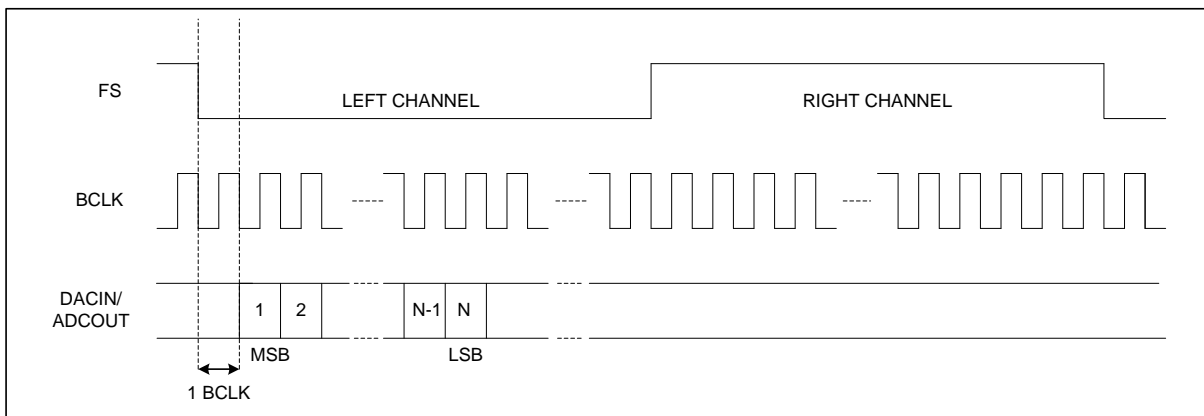 FS
LEFT CHANNEL
RIGHT CHANNEL
BCLK
DACIN/
ADCOUT
1
2
N-1
N
MSB
LSB
1 BCLK